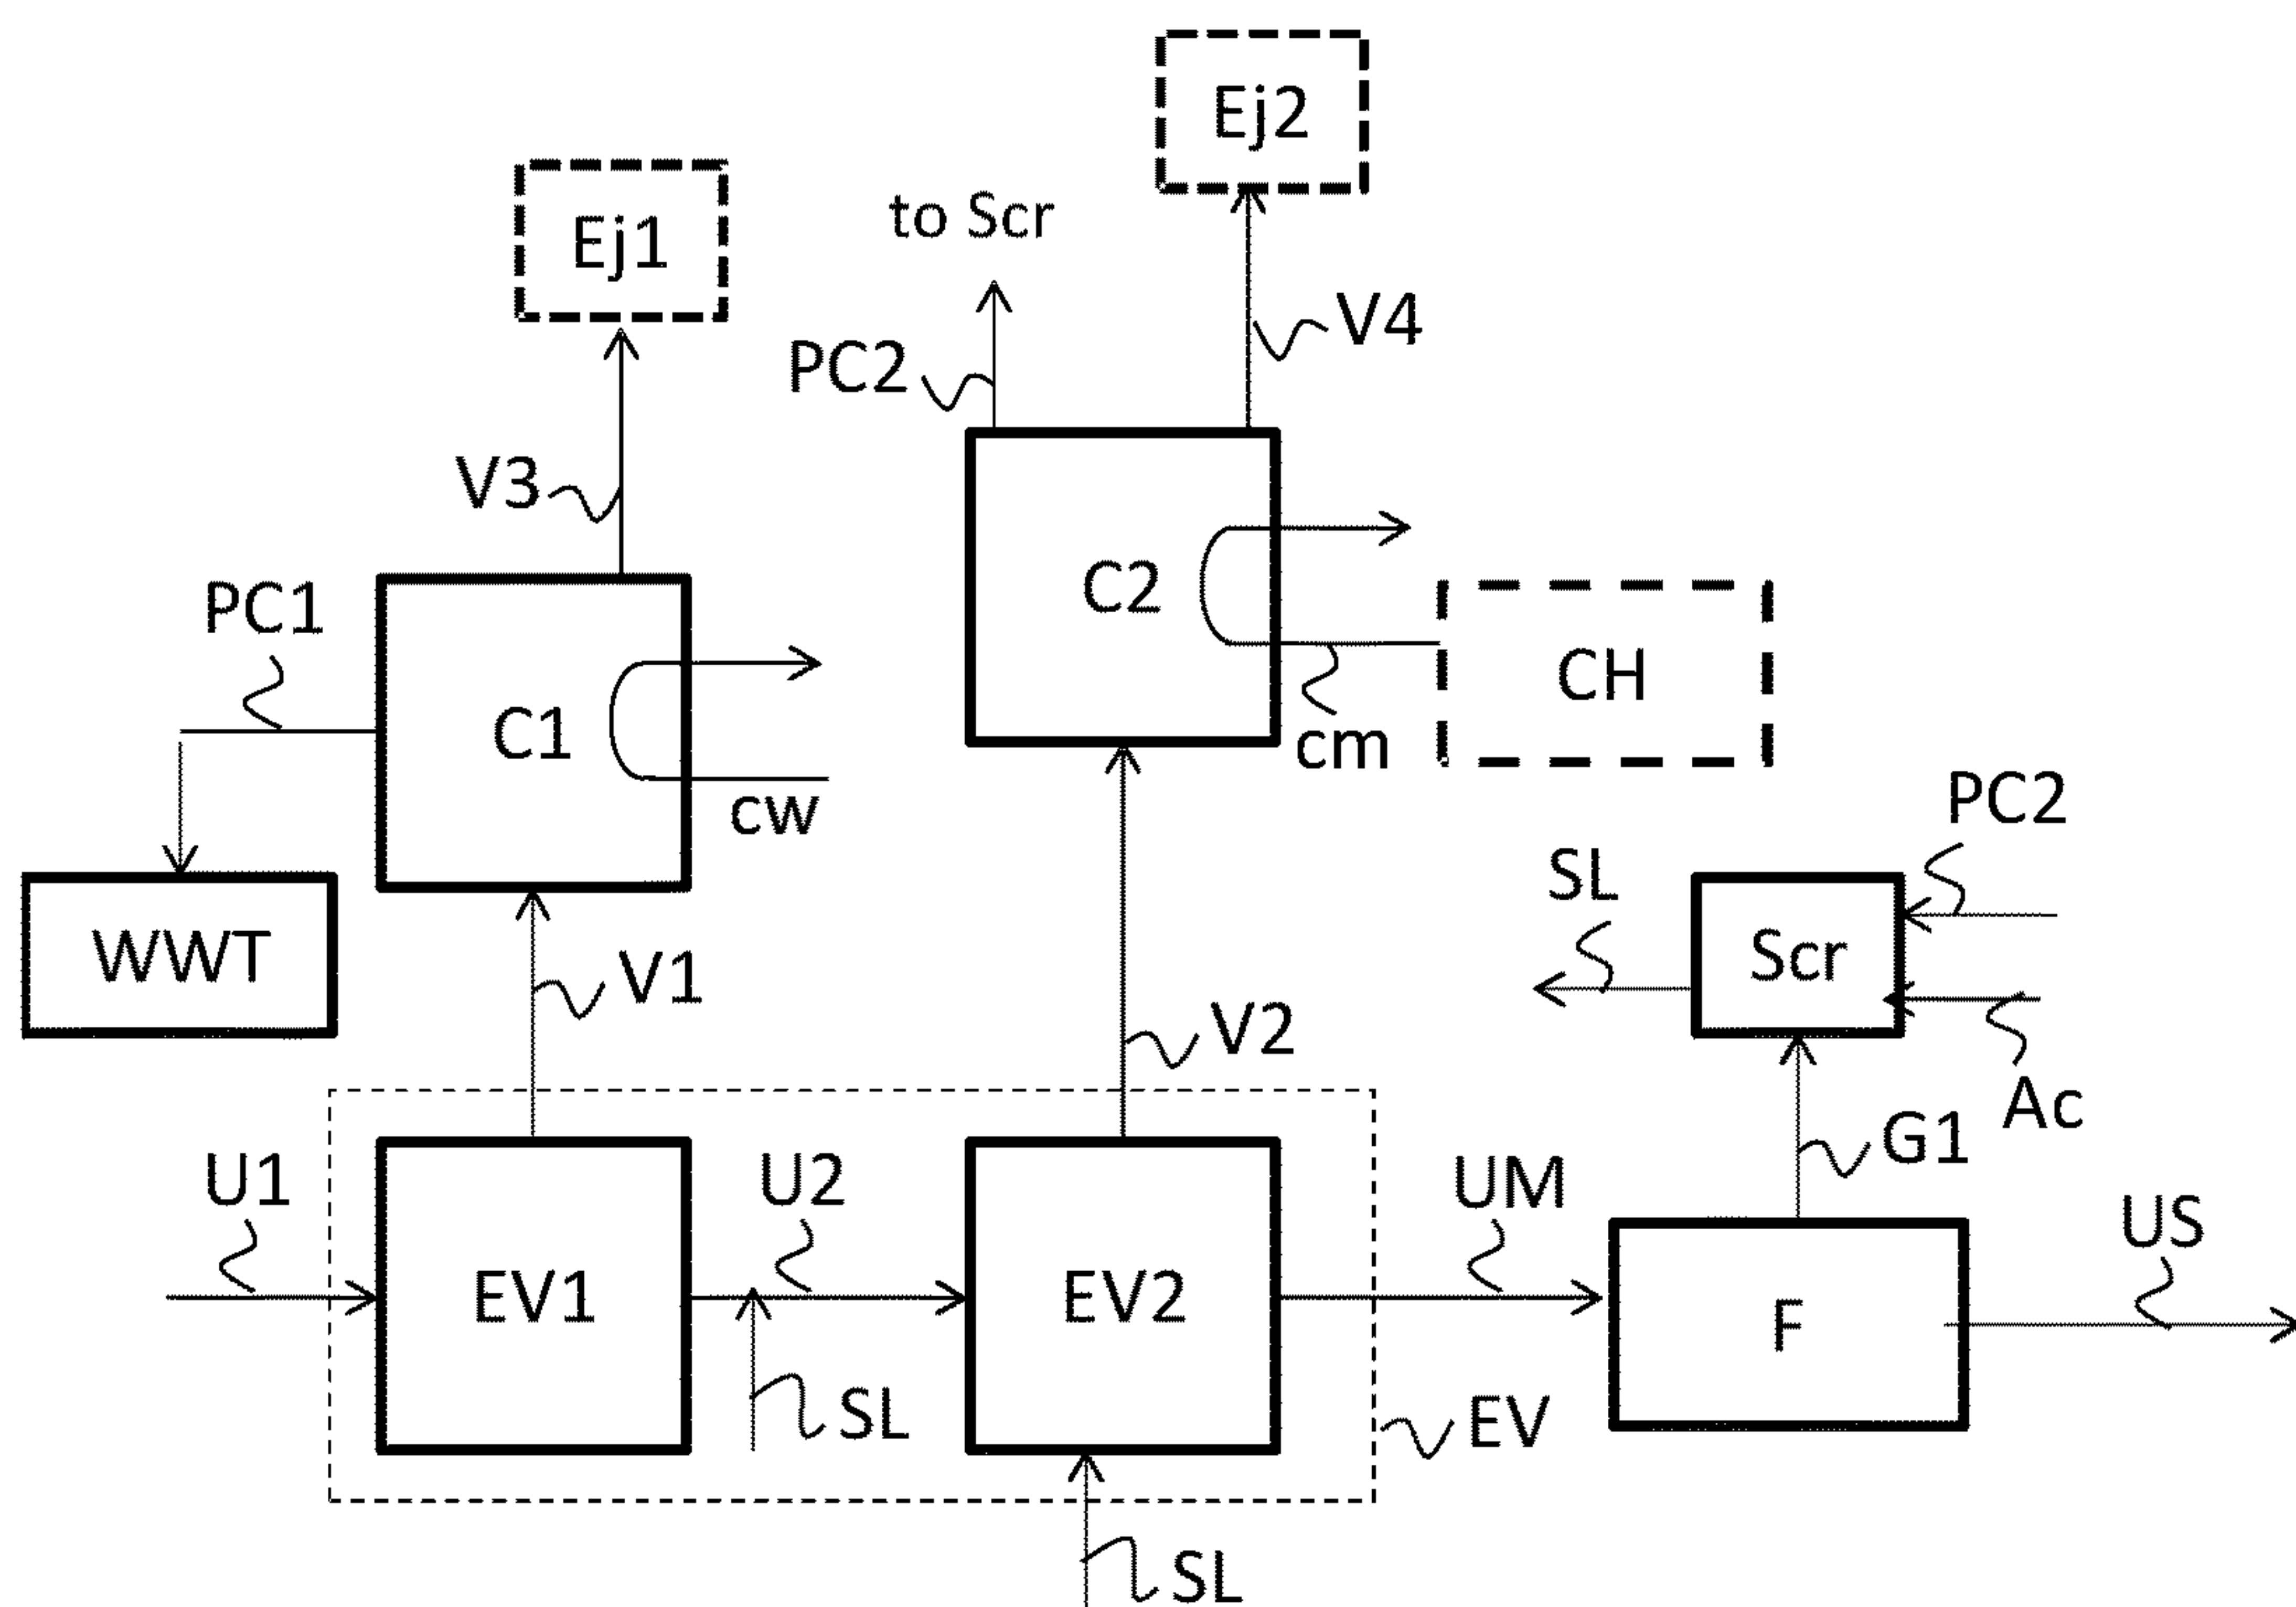 Ej2
to Scr
Ej1
V4
PC2
V3
PC1
C2
CH
C1
cm
cw
PC2
SL
WWT
V1
Scr
V2
Ac
G1
U1
U2
UM
US
EV1
EV2
F
SL
EV
SL